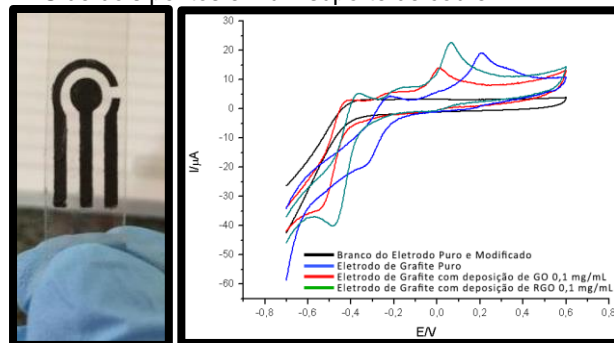 30
20
10
0
-10
-20
-30
-40
-50
-60
I/μA
Branco do Eletrodo Puro e Modificado
Eletrodo de Grafite Puro
Eletrodo de Grafite com deposição de GO 0,1 mg/mL
Eletrodo de Grafite com deposição de RGO 0,1 mg/mL
-0,8 -0,6 -0,4 -0,2 0,0 0,2 0,4 0,6 0,8
E/V